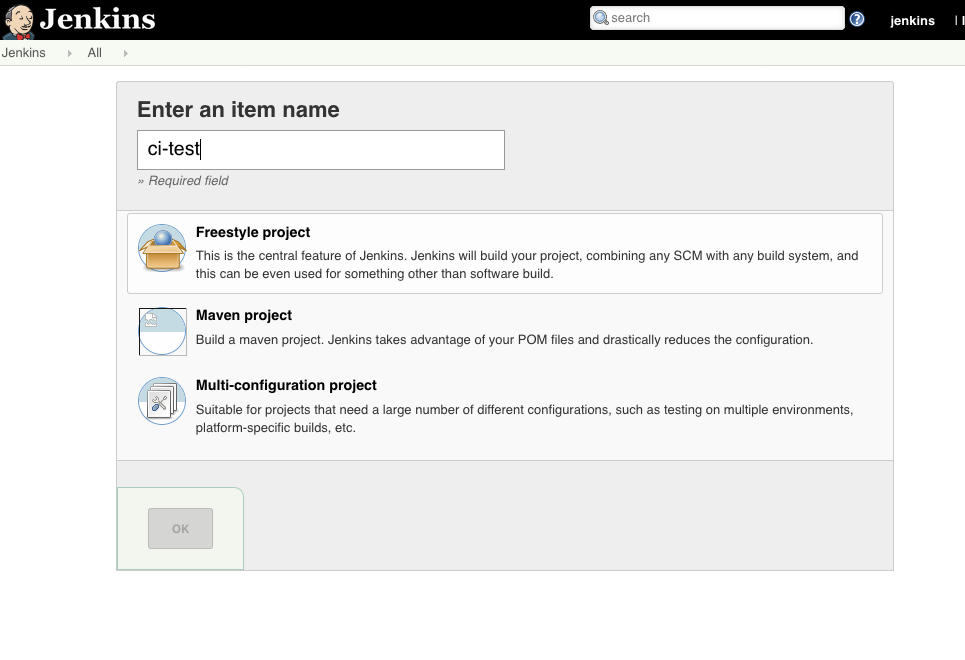 Jenkins
search
jenkins
Jenkins
All
Enter an item name
ci-test
» Required field
Freestyle project
This is the central feature of Jenkins. Jenkins will build your project, combining any SCM with any build system, and
this can be even used for something other than software build.
Maven project
Build a maven project. Jenkins takes advantage of your POM files and drastically reduces the configuration.
Multi-configuration project
Suitable for projects that need a large number of different configurations, such as testing on multiple environments,
platform-specific builds, etc.
OK